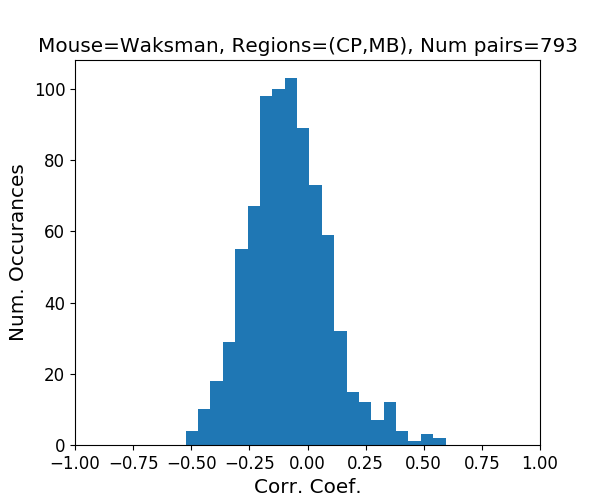 Mouse=Waksman, Regions=(CP,MB), Num pairs=793
Num. Occurances
100
80
60
40
20
0
−1.00 −0.75 −0.50 −0.25 0.00 0.25 0.50 0.75 1.00
Corr. Coef.